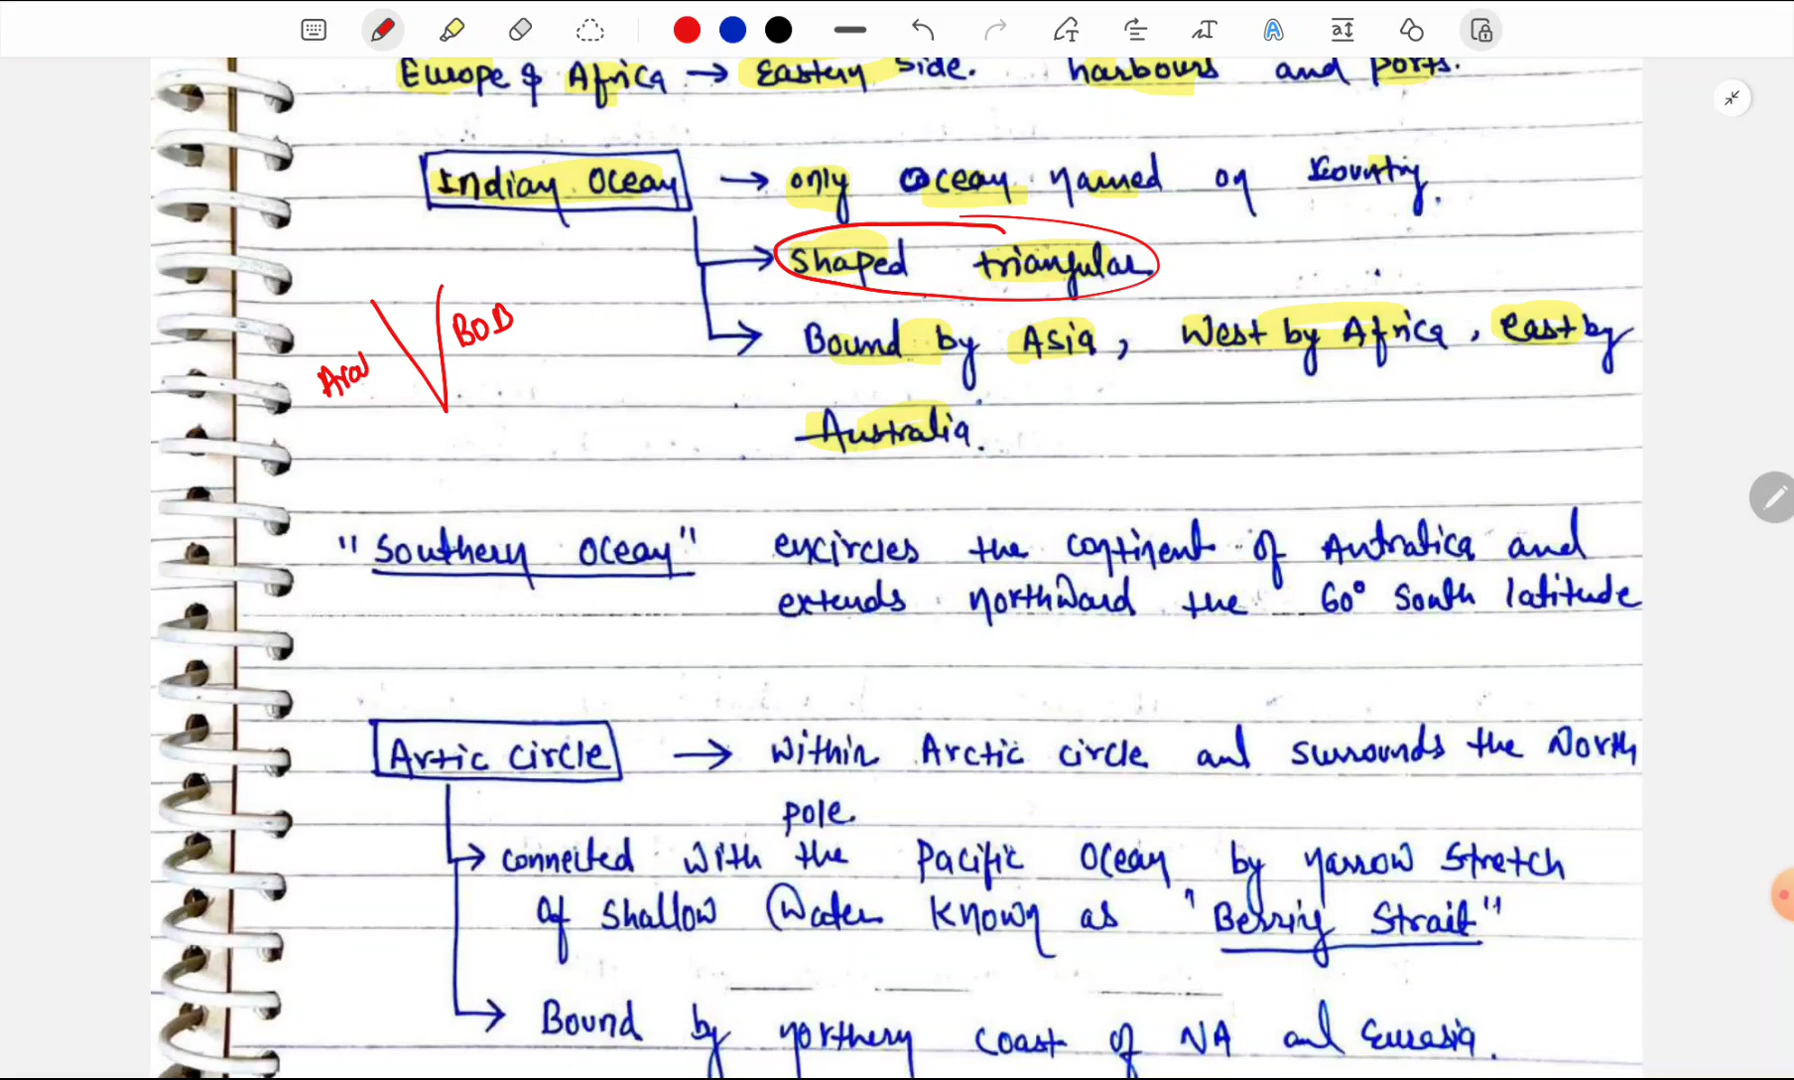 Europe & Africa → Eastern side. harbours and ports.
Indian Ocean → only Ocean named on country.
→ Shaped triangular
BOB
→ Bound by Asia, West by Africa, East by
Australia.
"Southern Ocean" encircles the continent of Antratica and
extends northward the 60° South latitude
Artic circle → within Arctic circle and surrounds the North
pole.
→ connected with the Pacific Ocean by narrow stretch
of shallow water known as "Berring Strait"
→ Bound by northern coast of NA and Eurasia.